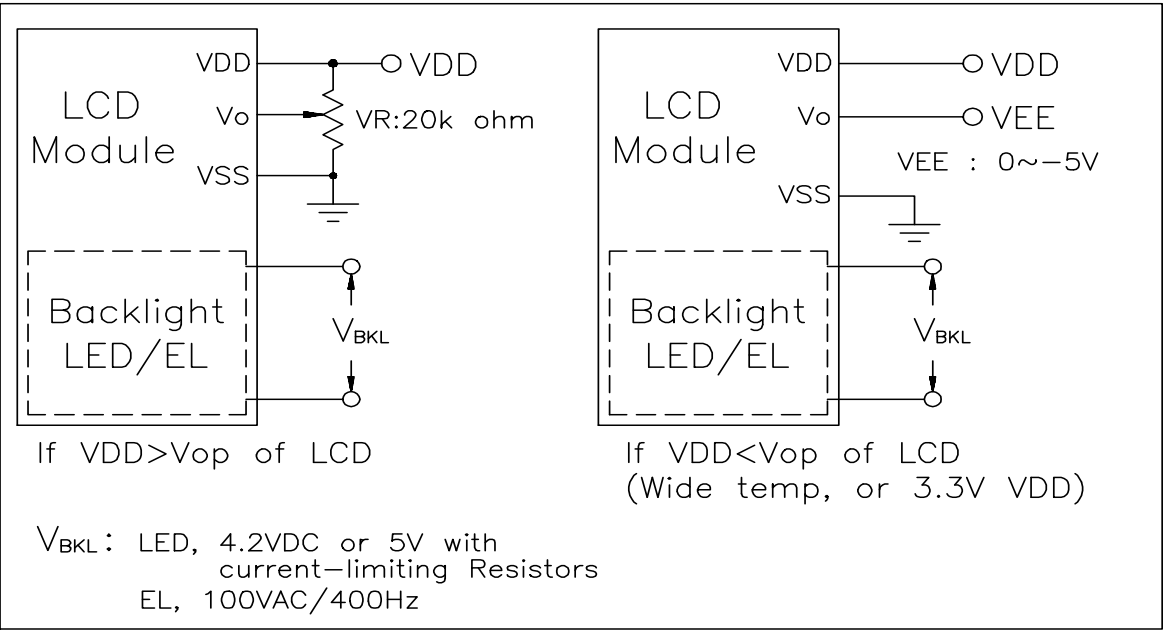 VDD
VDD
LCD
Module
Vo
VR:20k ohm
VSS
Backlight
LED/EL
VBKL
If VDD>Vop of LCD
VDD
VDD
LCD
Module
Vo
VEE
VEE : 0~-5V
VSS
Backlight
LED/EL
VBKL
If VDD<Vop of LCD
(Wide temp, or 3.3V VDD)
VBKL: LED, 4.2VDC or 5V with
current-limiting Resistors
EL, 100VAC/400Hz